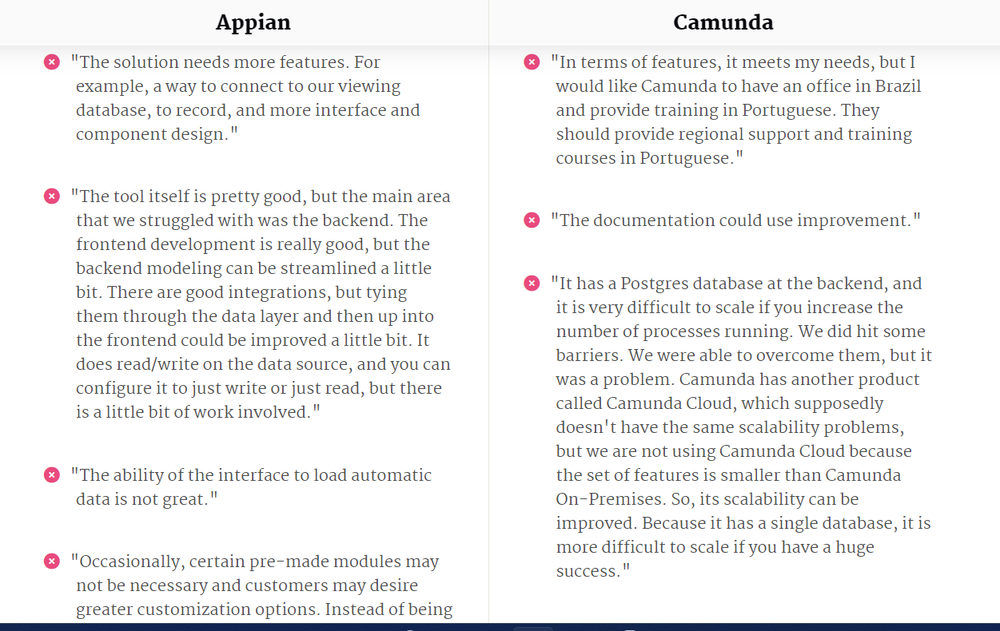 Appian
"The solution needs more features. For
example, a way to connect to our viewing
database, to record, and more interface and
component design."
"The tool itself is pretty good, but the main area
that we struggled with was the backend. The
frontend development is really good, but the
backend modeling can be streamlined a little
bit. There are good integrations, but tying
them through the data layer and then up into
the frontend could be improved a little bit. It
does read/write on the data source, and you can
configure it to just write or just read, but there
is a little bit of work involved."
"The ability of the interface to load automatic
data is not great."
"Occasionally, certain pre-made modules may
not be necessary and customers may desire
greater customization options. Instead of being
Camunda
"In terms of features, it meets my needs, but I
would like Camunda to have an office in Brazil
and provide training in Portuguese. They
should provide regional support and training
courses in Portuguese."
"The documentation could use improvement."
"It has a Postgres database at the backend, and
it is very difficult to scale if you increase the
number of processes running. We did hit some
barriers. We were able to overcome them, but it
was a problem. Camunda has another product
called Camunda Cloud, which supposedly
doesn't have the same scalability problems,
but we are not using Camunda Cloud because
the set of features is smaller than Camunda
On-Premises. So, its scalability can be
improved. Because it has a single database, it is
more difficult to scale if you have a huge
success."